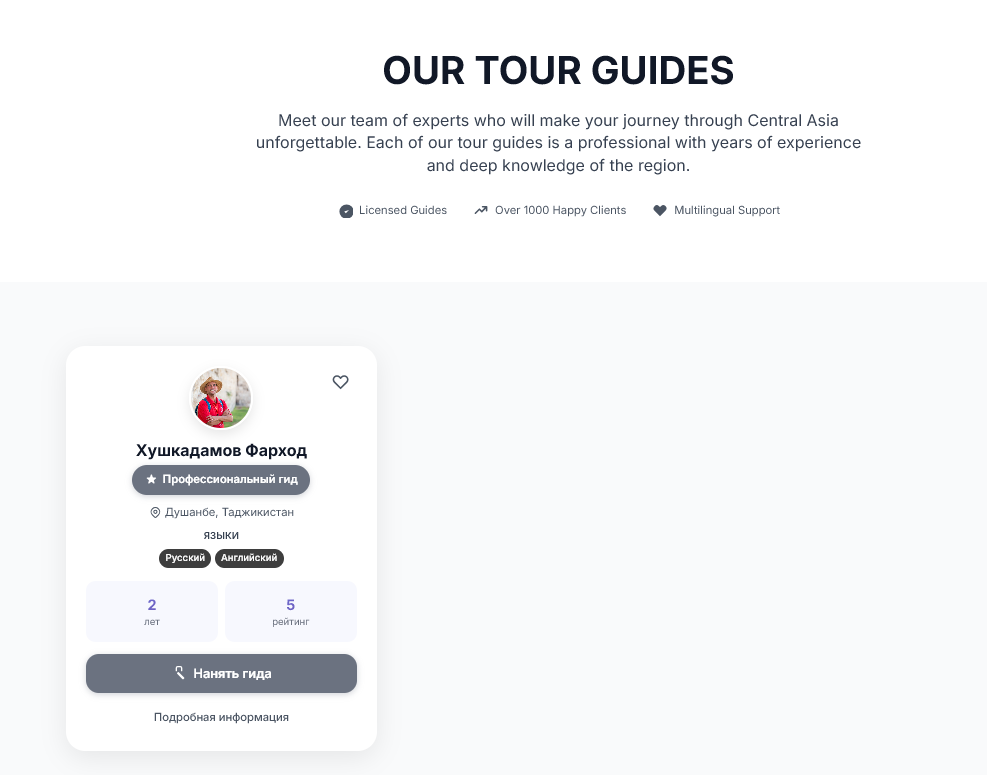 OUR TOUR GUIDES
Meet our team of experts who will make your journey through Central Asia
unforgettable. Each of our tour guides is a professional with years of experience
and deep knowledge of the region.
Licensed Guides Over 1000 Happy Clients Multilingual Support
Хушкадамов Фарход
Профессиональный гид
Душанбе, Таджикистан
языки
Русский Английский
2 5
лет рейтинг
Нанять гида
Подробная информация